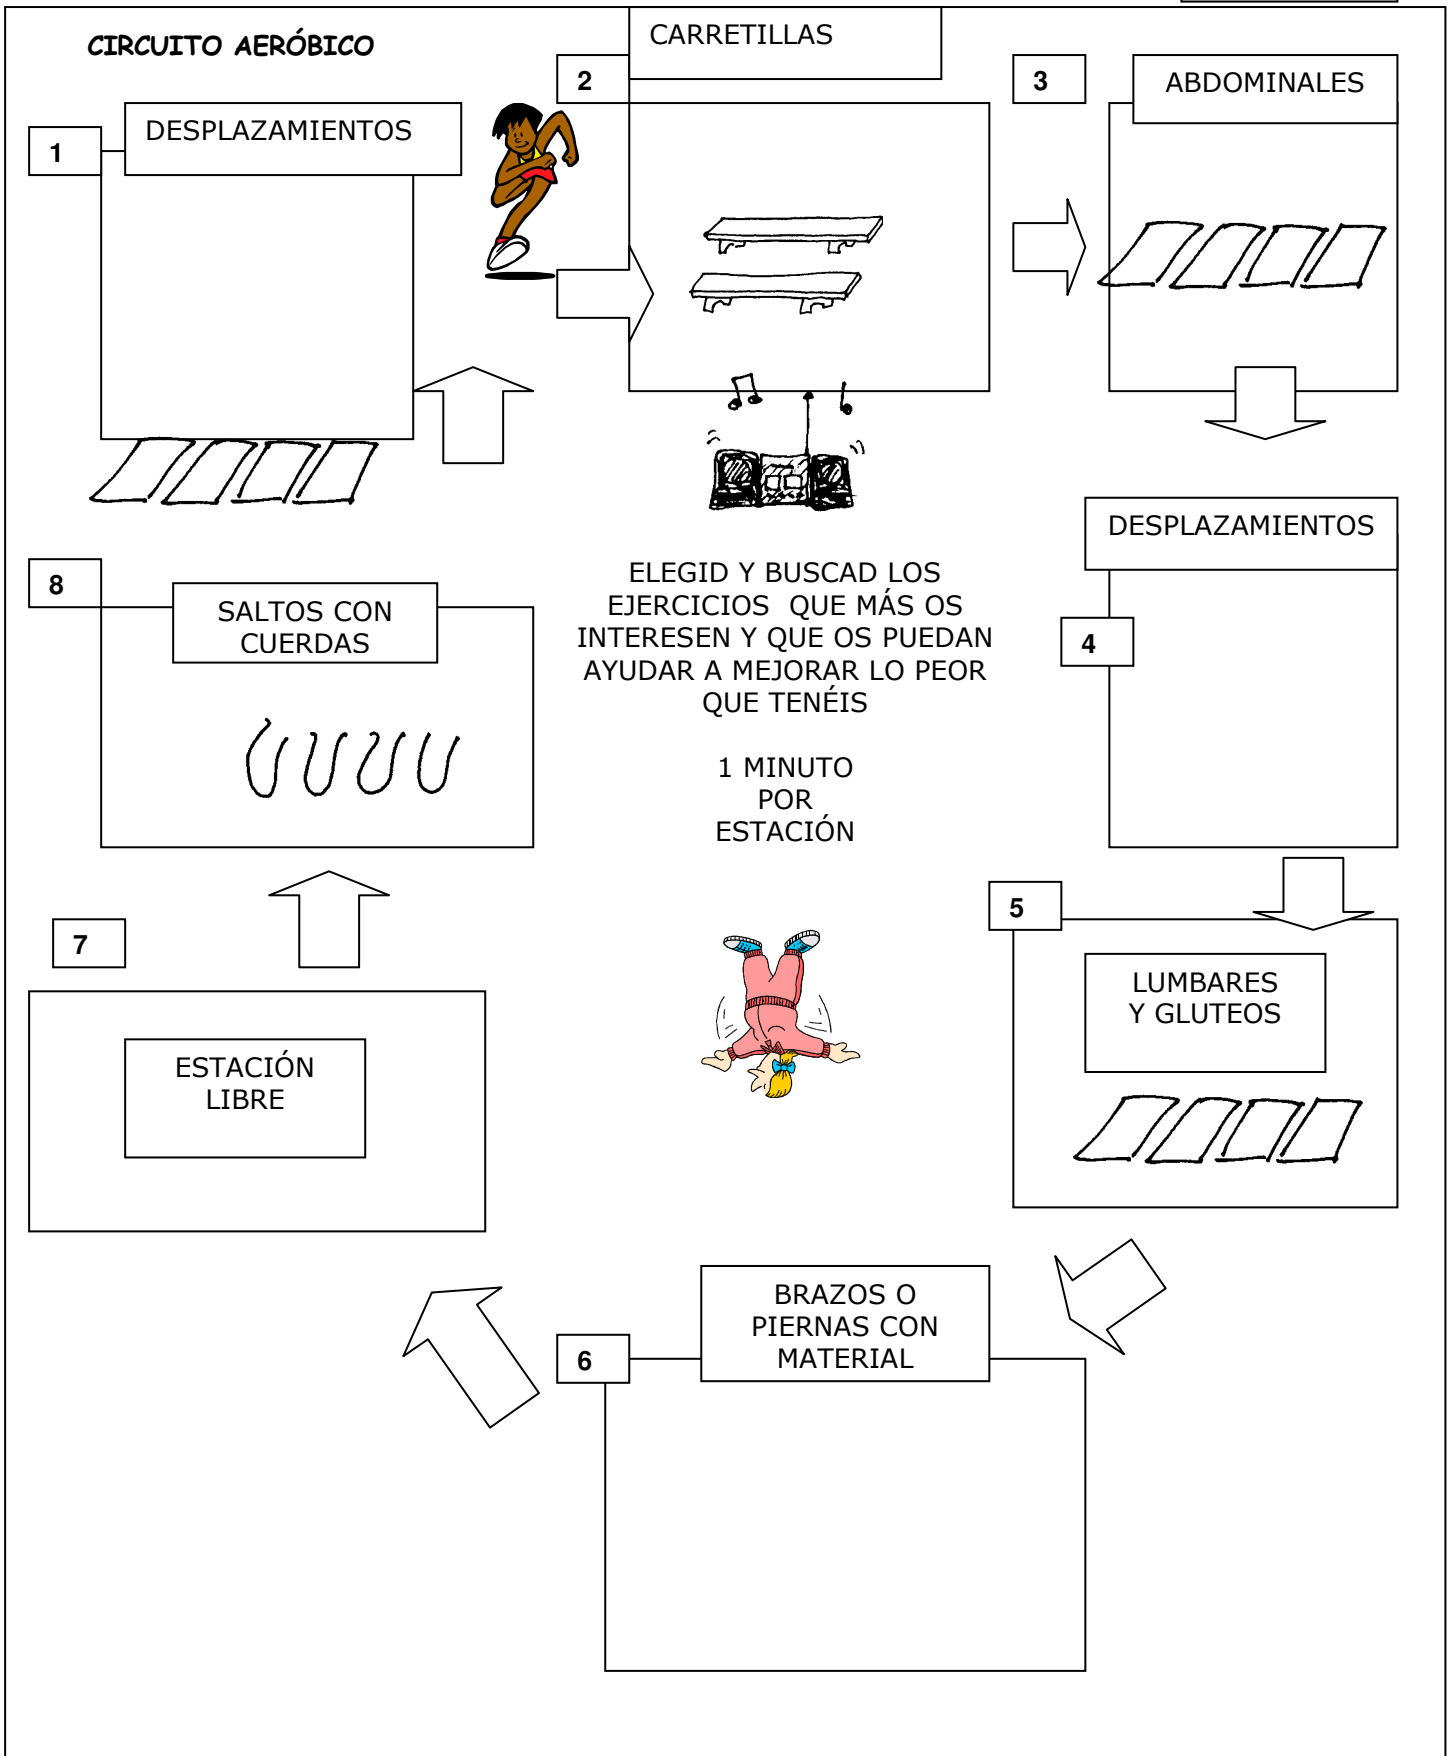 CIRCUITO AERÓBICO
1
DESPLAZAMIENTOS
2
CARRETILLAS
3
ABDOMINALES
DESPLAZAMIENTOS
4
8
SALTOS CON
CUERDAS
ELEGID Y BUSCAD LOS
EJERCICIOS QUE MÁS OS
INTERESEN Y QUE OS PUEDAN
AYUDAR A MEJORAR LO PEOR
QUE TENÉIS
1 MINUTO
POR
ESTACIÓN
5
LUMBARES
Y GLUTEOS
7
ESTACIÓN
LIBRE
6
BRAZOS O
PIERNAS CON
MATERIAL